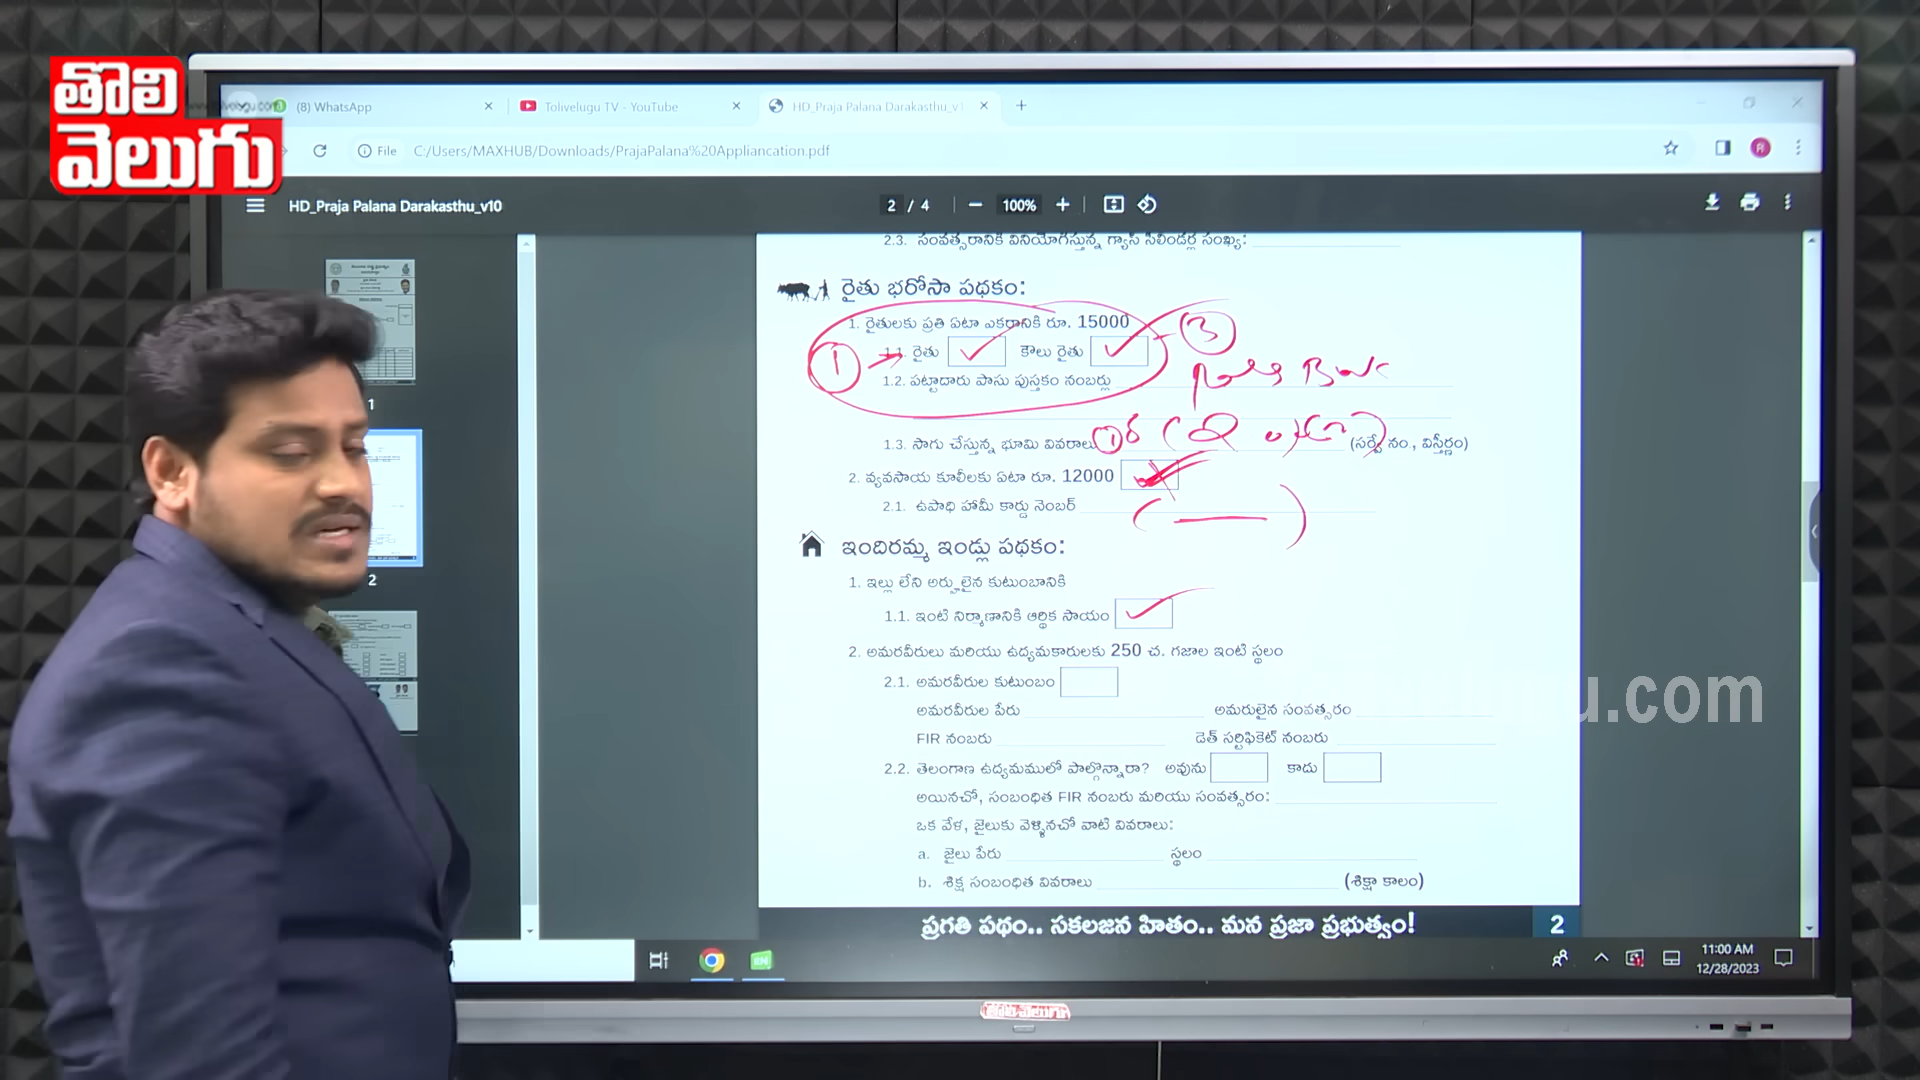 తొలి
వెలుగు
(8) WhatsApp
Tolivelugu TV - YouTube
HD_Praja Palana Darakasthu_v
File
C:/Users/MAXHUB/Downloads/PrajaPalana%20Appliancation.pdf
HD_Praja Palana Darakasthu_v10
2 / 4
100%
1
2
2.3. సంవత్సరానికి వినియోగిస్తున్న గ్యాస్ సిలిండర్ల సంఖ్య:
రైతు భరోసా పథకం:
1. రైతులకు ప్రతి ఏటా ఎకరానికి రూ. 15000
1.1. రైతు కౌలు రైతు
1.2. పట్టాదారు పాసు పుస్తకం నంబర్లు
1.3. సాగు చేస్తున్న భూమి వివరాలు (సర్వే నం., విస్తీర్ణం)
2. వ్యవసాయ కూలీలకు ఏటా రూ. 12000
2.1. ఉపాధి హామీ కార్డు నెంబర్
1
3
ఇందిరమ్మ ఇండ్లు పథకం:
1. ఇల్లు లేని అర్హులైన కుటుంబానికి
1.1. ఇంటి నిర్మాణానికి ఆర్థిక సాయం
2. అమరవీరులు మరియు ఉద్యమకారులకు 250 చ. గజాల ఇంటి స్థలం
2.1. అమరవీరుల కుటుంబం
అమరవీరుల పేరు అమరులైన సంవత్సరం
FIR నంబరు డెత్ సర్టిఫికెట్ నంబరు
2.2. తెలంగాణ ఉద్యమములో పాల్గొన్నారా? అవును కాదు
అయినచో, సంబంధిత FIR నంబరు మరియు సంవత్సరం:
ఒక వేళ, జైలుకు వెళ్ళినచో వాటి వివరాలు:
a. జైలు పేరు స్థలం
b. శిక్ష సంబంధిత వివరాలు (శిక్షా కాలం)
ప్రగతి పథం.. సకలజన హితం.. మన ప్రజా ప్రభుత్వం!
2
u.com
11:00 AM
12/28/2023
తొలివెలుగు